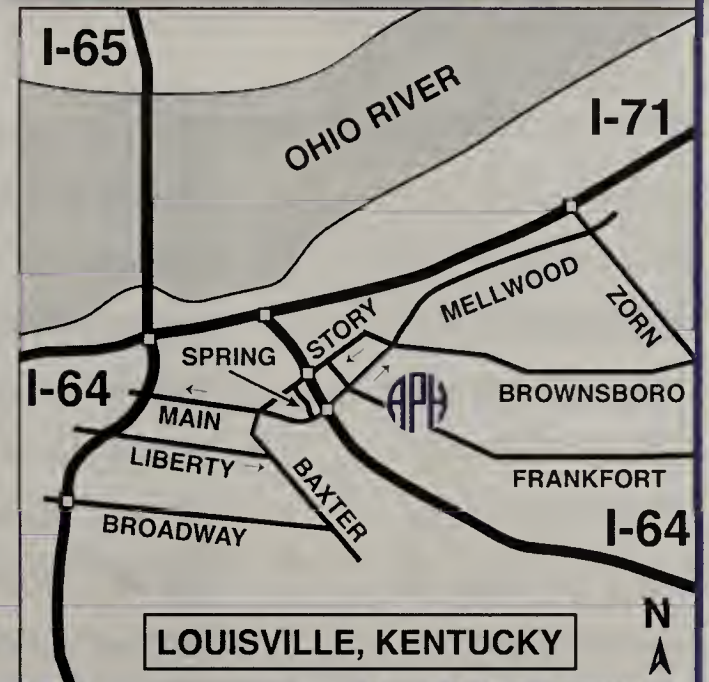 I-65
OHIO RIVER
I-71
STORY
MELLWOOD
ZORN
SPRING
I-64
MAIN
APH
BROWNSBORO
LIBERTY
BAXTER
FRANKFORT
BROADWAY
I-64
N
LOUISVILLE, KENTUCKY